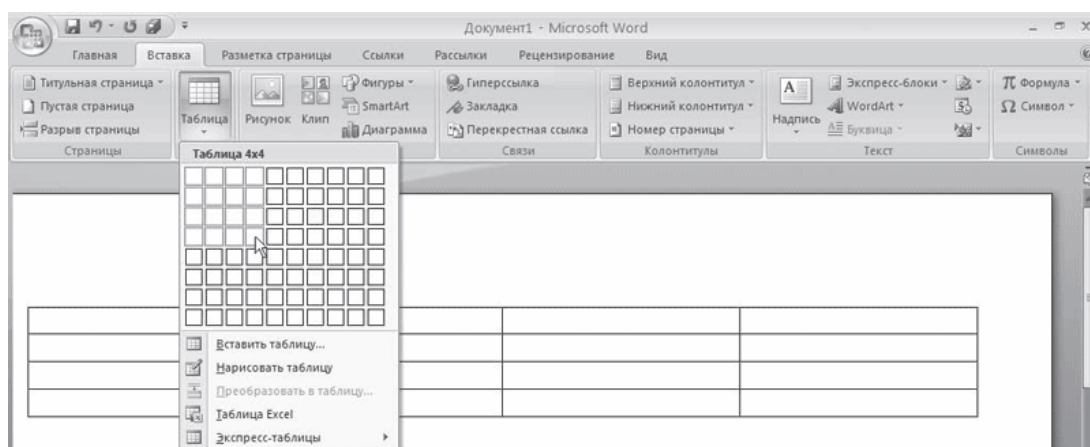 Документ1 - Microsoft Word
Главная Вставка Разметка страницы Ссылки Рассылки Рецензирование Вид
Титульная страница
Пустая страница
Разрыв страницы
Страницы
Таблица
Рисунок
Клип
Фигуры
SmartArt
Диаграмма
Гиперссылка
Закладка
Перекрестная ссылка
Связи
Верхний колонтитул
Нижний колонтитул
Номер страницы
Колонтитулы
A
Надпись
Экспресс-блоки
WordArt
Буквица
Текст
π Формула
Ω Символ
Символы
Таблица 4x4
Вставить таблицу...
Нарисовать таблицу
Преобразовать в таблицу...
Таблица Excel
Экспресс-таблицы